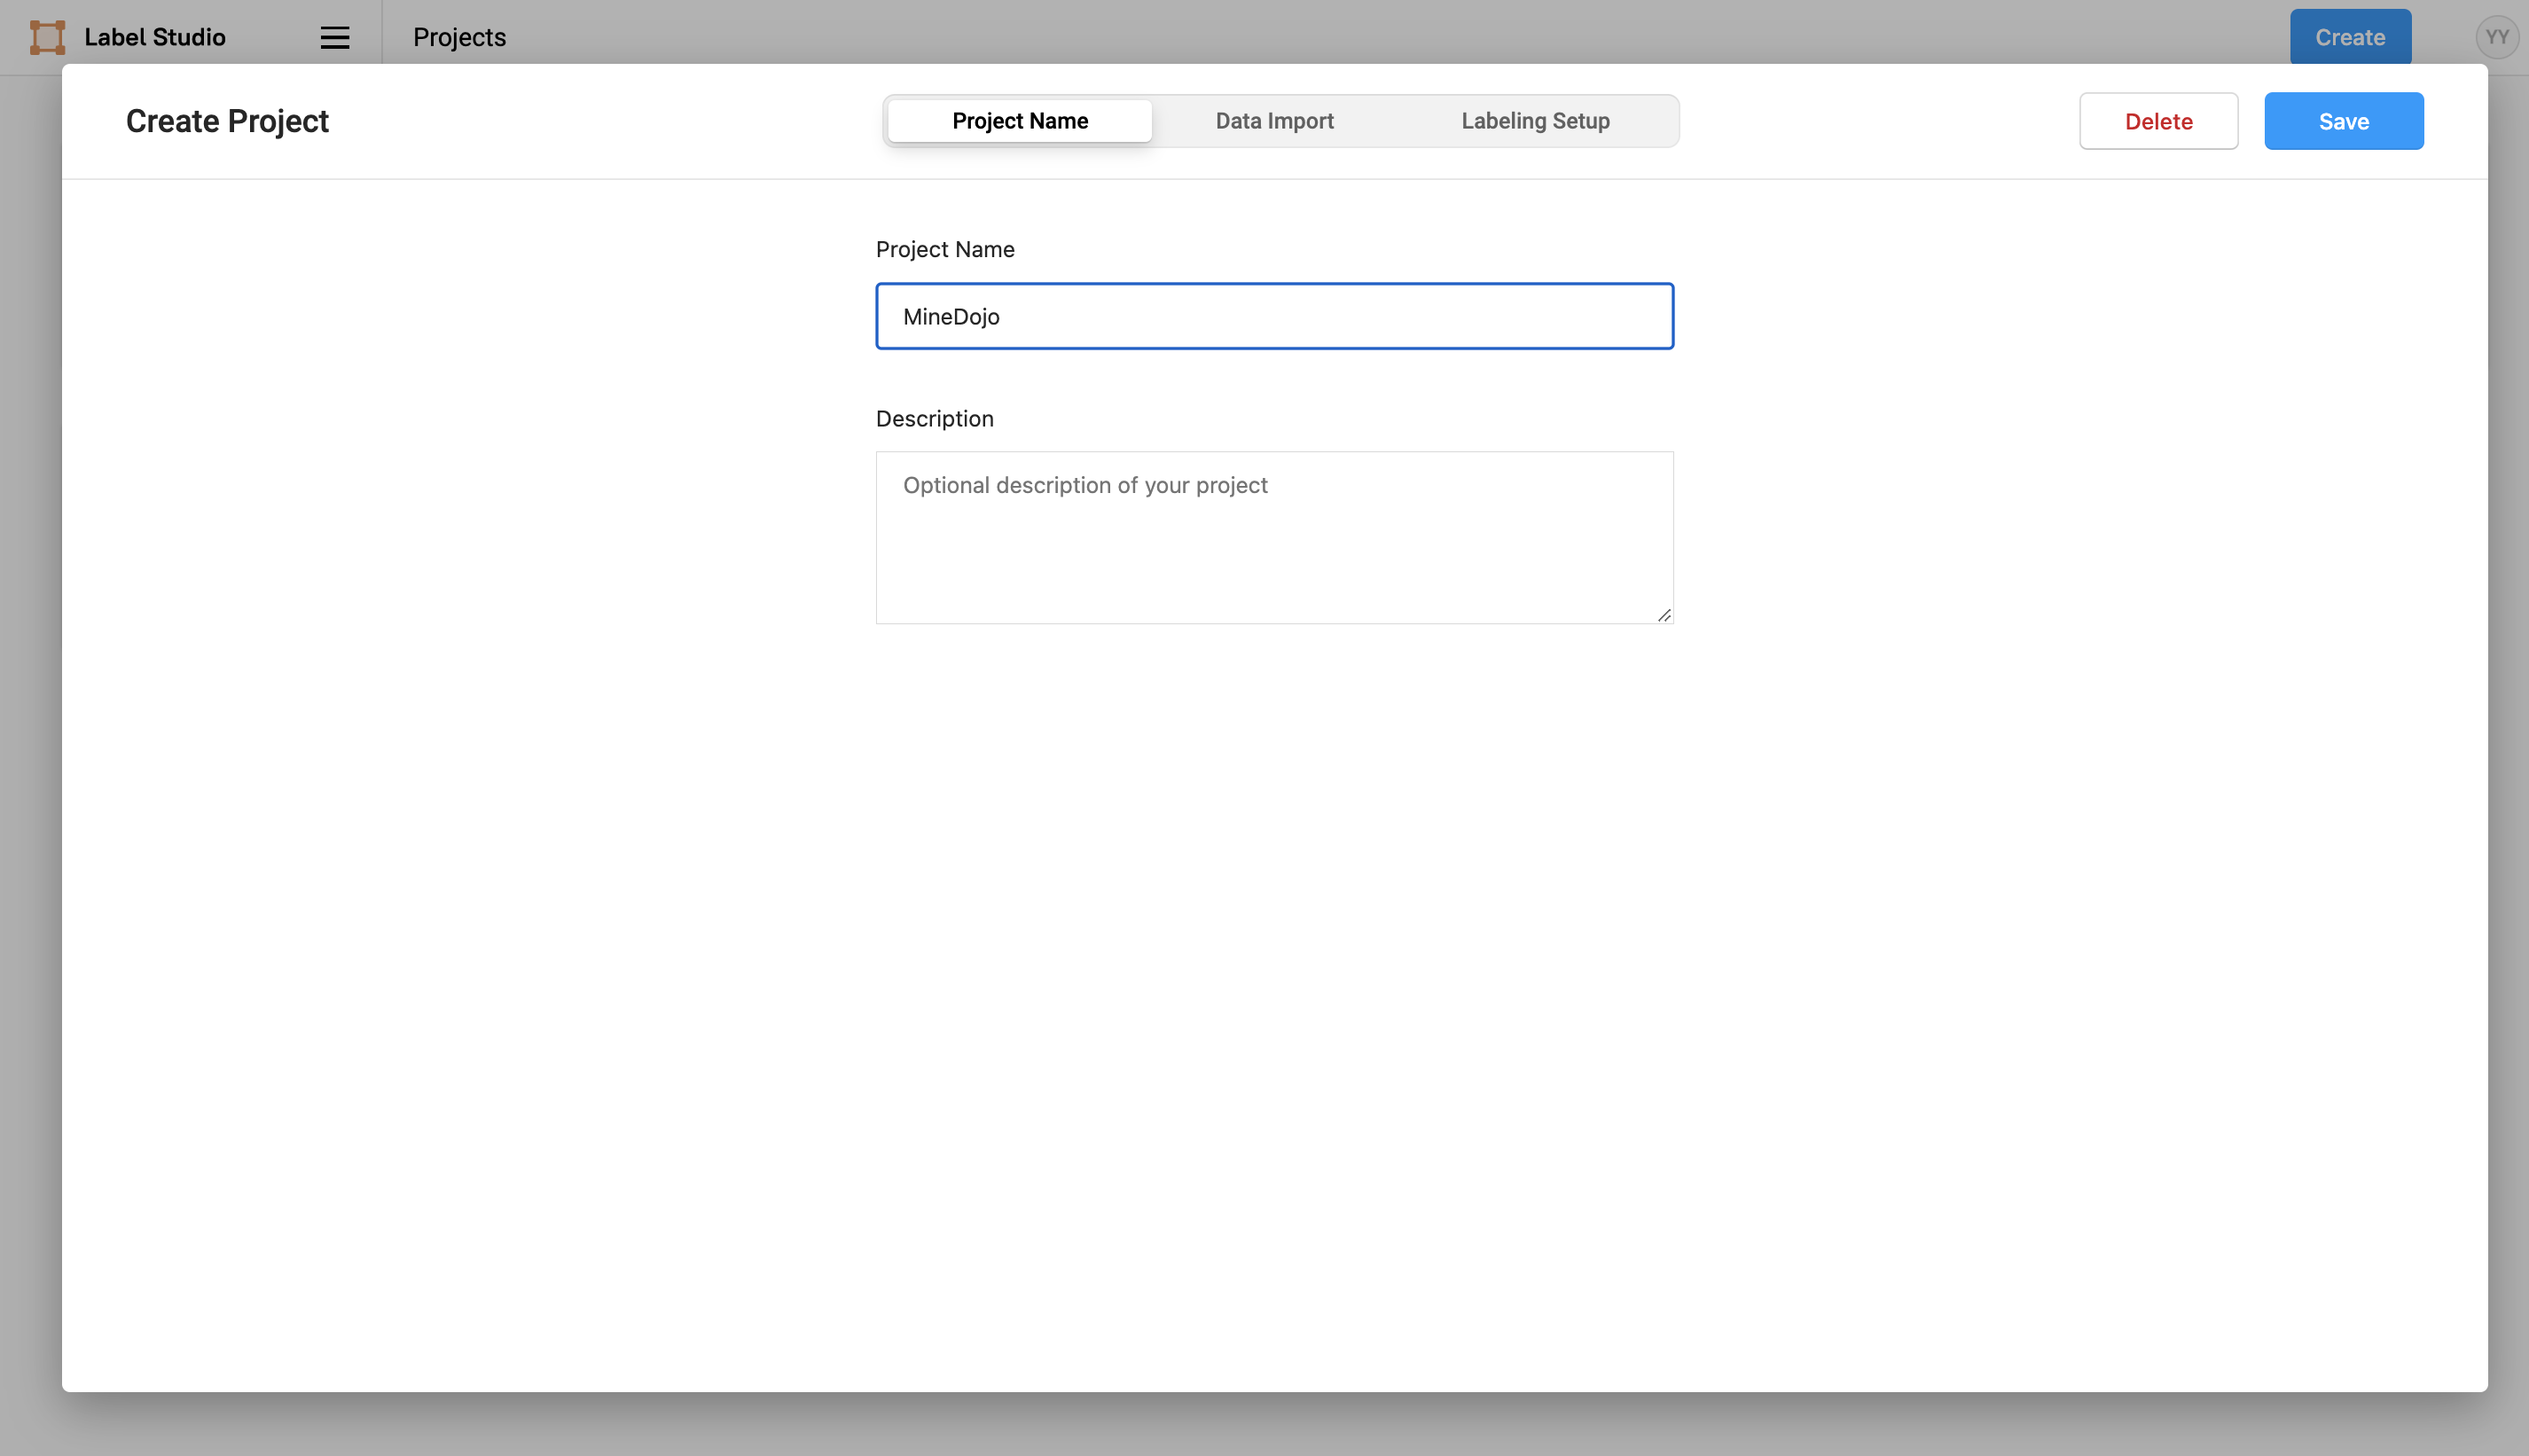 Label Studio
Projects
Create
YY
Create Project
Project Name
Data Import
Labeling Setup
Delete
Save
Project Name
MineDojo
Description
Optional description of your project